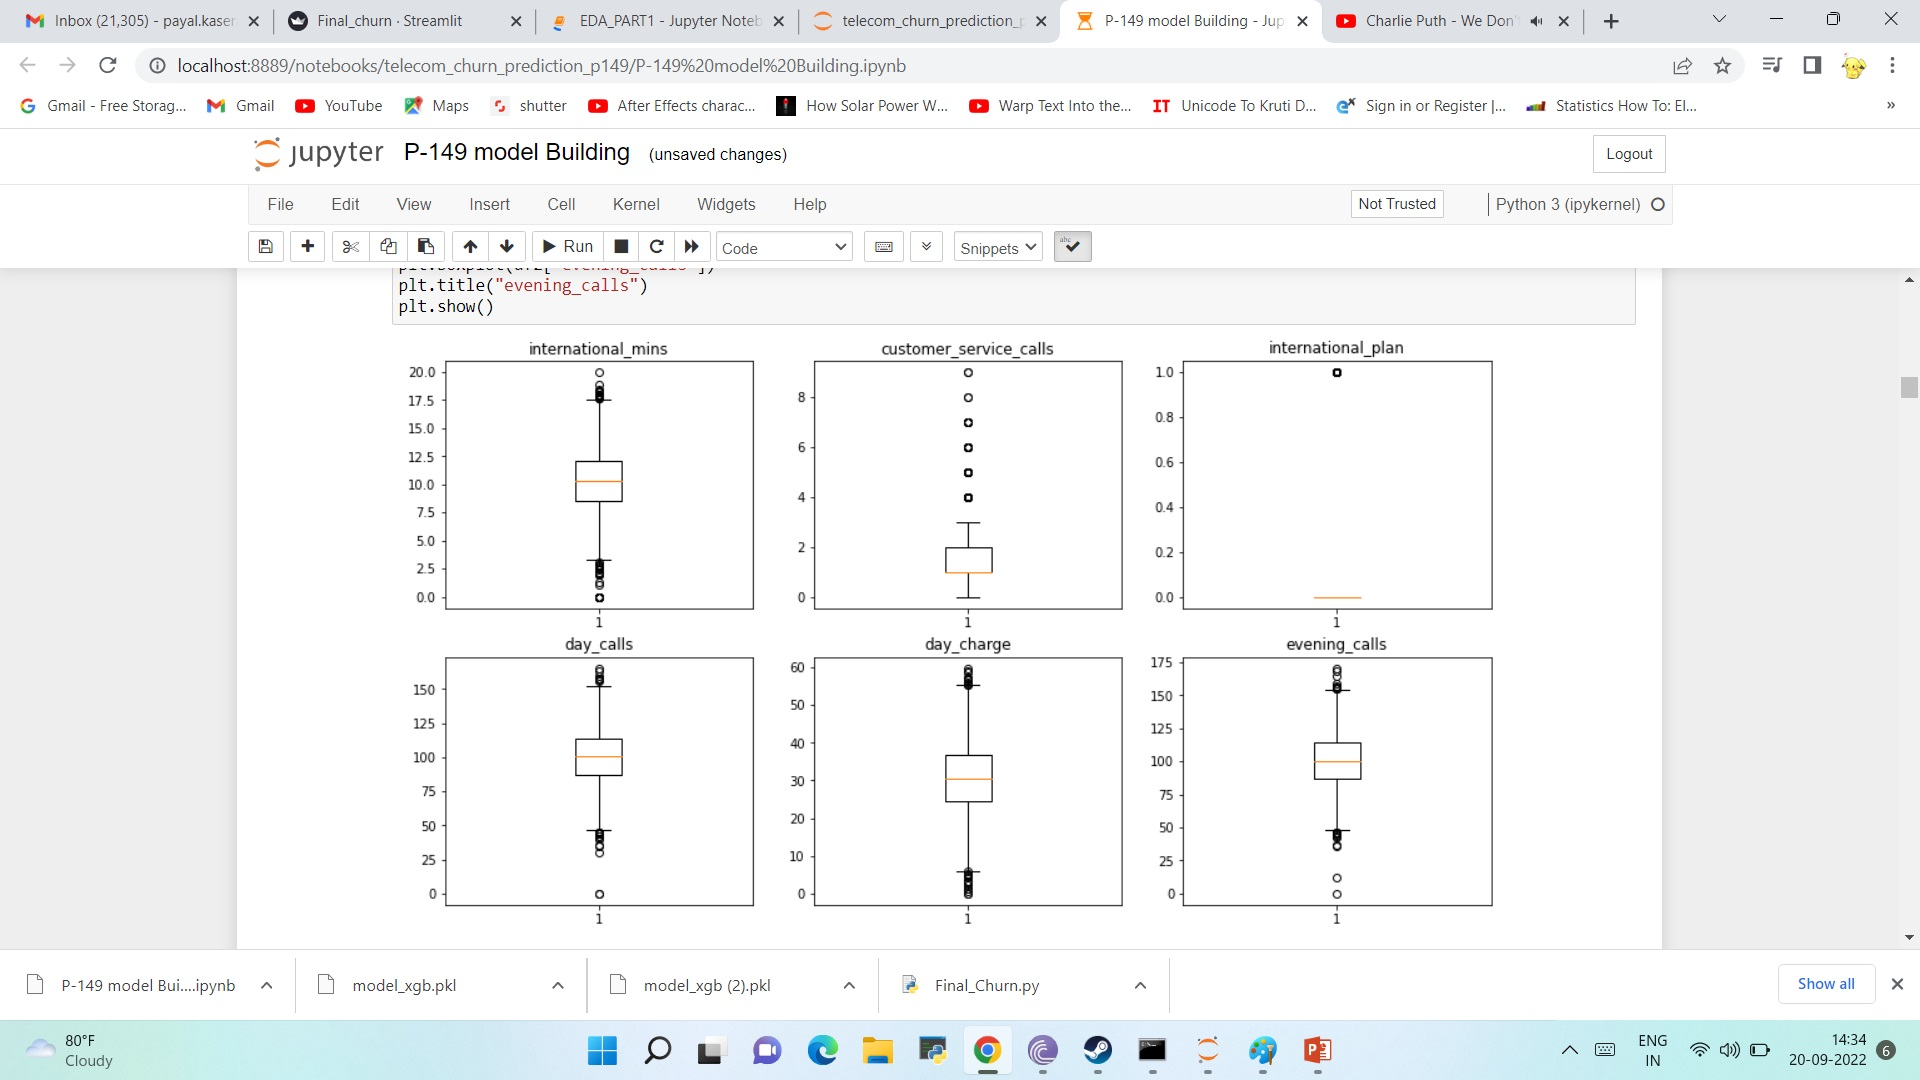 Inbox (21,305) - payal.kaser
Final_churn · Streamlit
EDA_PART1 - Jupyter Noteb
telecom_churn_prediction_p
P-149 model Building - Jup
Charlie Puth - We Don'
localhost:8889/notebooks/telecom_churn_prediction_p149/P-149%20model%20Building.ipynb
Gmail - Free Storag...
Gmail
YouTube
Maps
shutter
After Effects charac...
How Solar Power W...
Warp Text Into the...
IT Unicode To Kruti D...
Sign in or Register |...
Statistics How To: El...
»
jupyter P-149 model Building (unsaved changes)
Logout
File Edit View Insert Cell Kernel Widgets Help
Not Trusted
Python 3 (ipykernel)
Run
Code
Snippets
abc
plt.boxplot(df2["evening_calls"])
plt.title("evening_calls")
plt.show()
international_mins
20.0
17.5
15.0
12.5
10.0
7.5
5.0
2.5
0.0
1
customer_service_calls
8
6
4
2
0
1
international_plan
1.0
0.8
0.6
0.4
0.2
0.0
1
day_calls
150
125
100
75
50
25
0
1
day_charge
60
50
40
30
20
10
0
1
evening_calls
175
150
125
100
75
50
25
0
1
P-149 model Bui....ipynb
model_xgb.pkl
model_xgb (2).pkl
Final_Churn.py
Show all
80°F
Cloudy
ENG
IN
14:34
20-09-2022
6